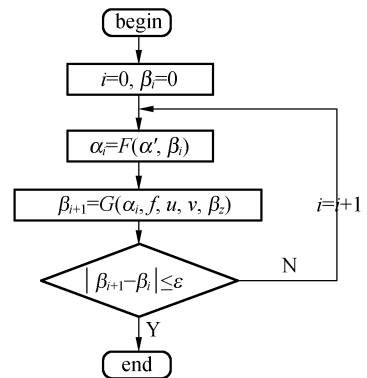 begin
i=0, βi=0
αi=F(α′, βi)
βi+1=G(αi, f, u, v, βz)
i=i+1
|βi+1−βi|≤ε
N
Y
end